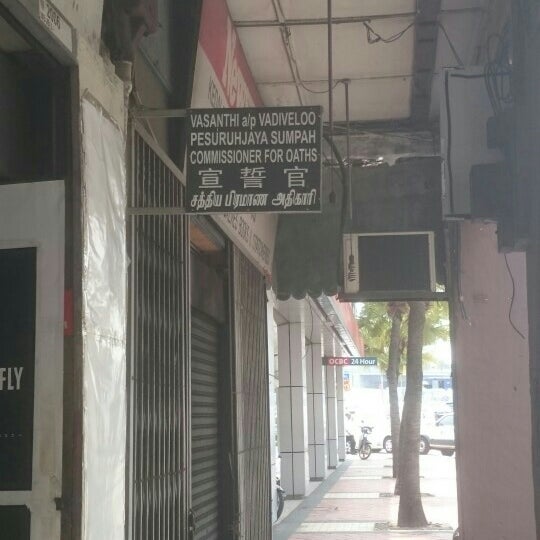 VASANTHI a/p VADIVELOO
PESURUHJAYA SUMPAH
COMMISSIONER FOR OATHS
宣誓官
சத்திய பிரமாண அதிகாரி
OCBC 24 Hour
FLY